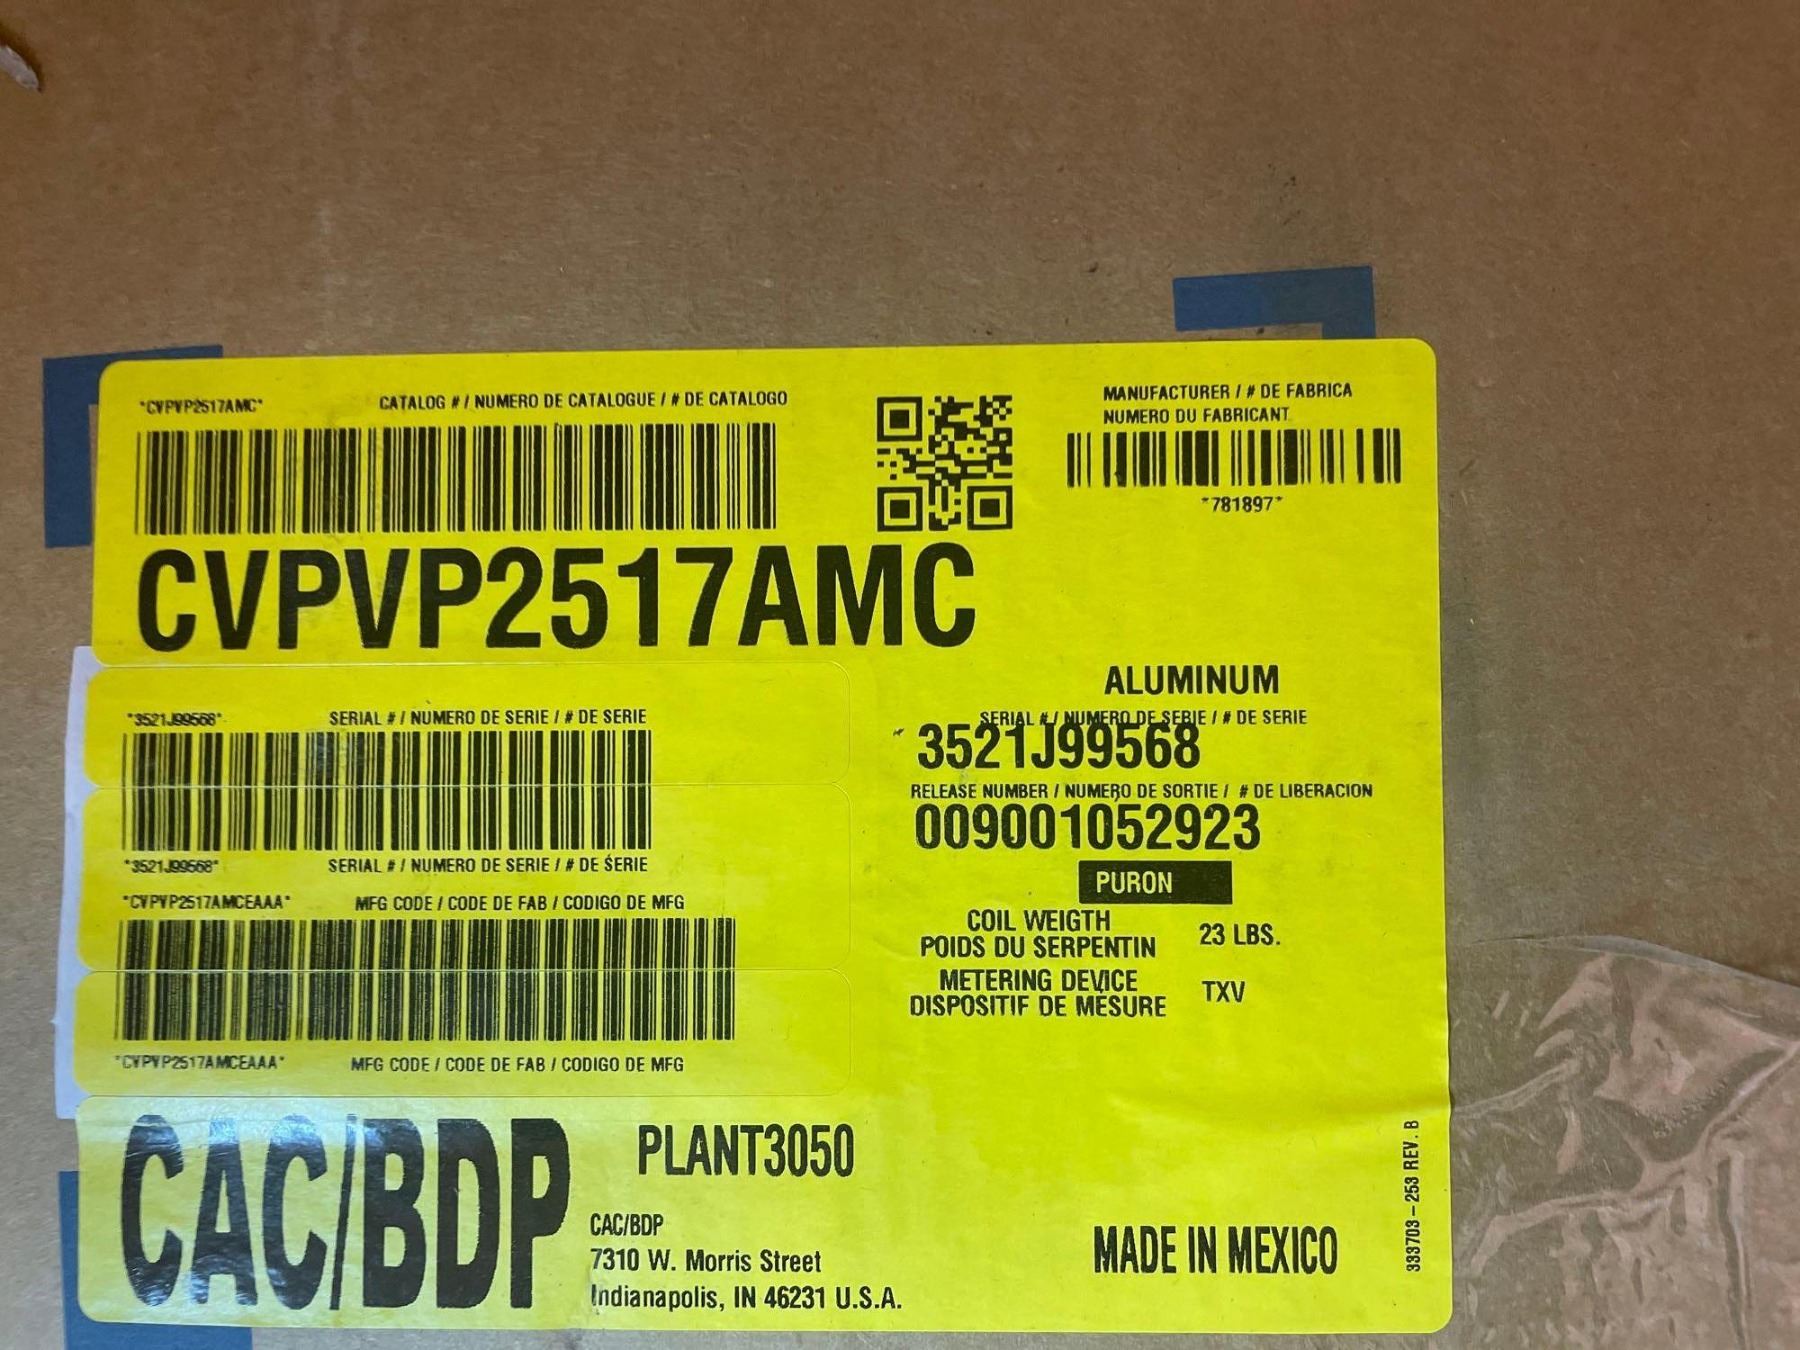 *CVPVP2517AMC* CATALOG # / NUMERO DE CATALOGUE / # DE CATALOGO
MANUFACTURER / # DE FABRICA
NUMERO DU FABRICANT
*781897*
CVPVP2517AMC
ALUMINUM
*3521J99568* SERIAL # / NUMERO DE SERIE / # DE SERIE
SERIAL # / NUMERO DE SERIE / # DE SERIE
3521J99568
RELEASE NUMBER / NUMERO DE SORTIE / # DE LIBERACION
009001052923
*3521J99568* SERIAL # / NUMERO DE SERIE / # DE SERIE
PURON
*CVPVP2517AMCEAAA* MFG CODE / CODE DE FAB / CODIGO DE MFG
COIL WEIGTH
POIDS DU SERPENTIN 23 LBS.
METERING DEVICE
DISPOSITIF DE MESURE TXV
*CVPVP2517AMCEAAA* MFG CODE / CODE DE FAB / CODIGO DE MFG
CAC/BDP
PLANT3050
CAC/BDP
7310 W. Morris Street
Indianapolis, IN 46231 U.S.A.
MADE IN MEXICO
333703-253 REV. B